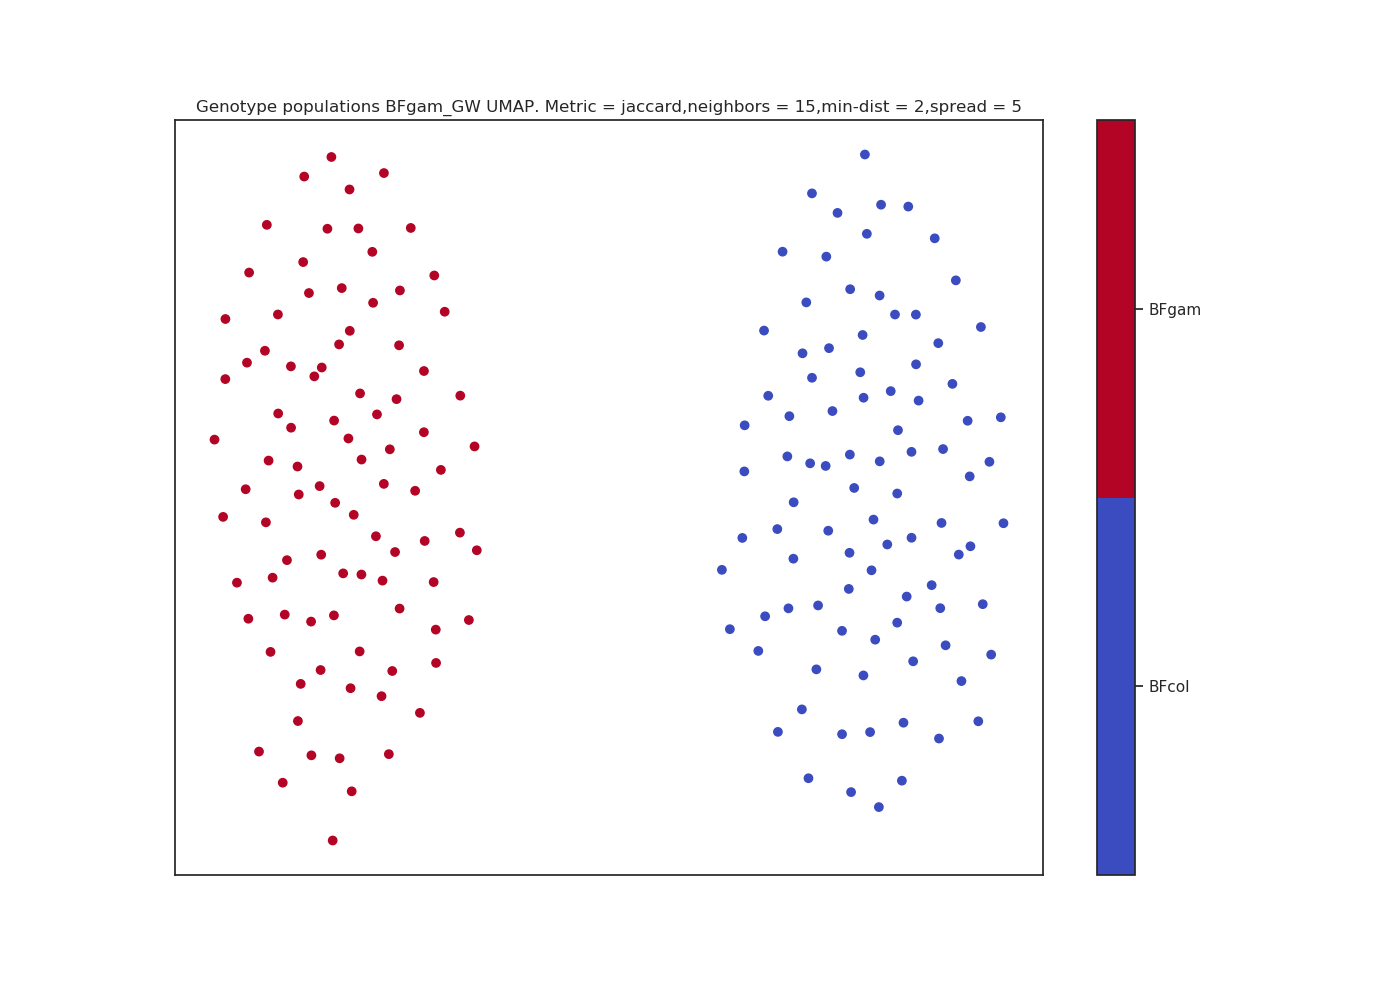 Genotype populations BFgam_GW UMAP. Metric = jaccard,neighbors = 15,min-dist = 2,spread = 5
BFgam
BFcol